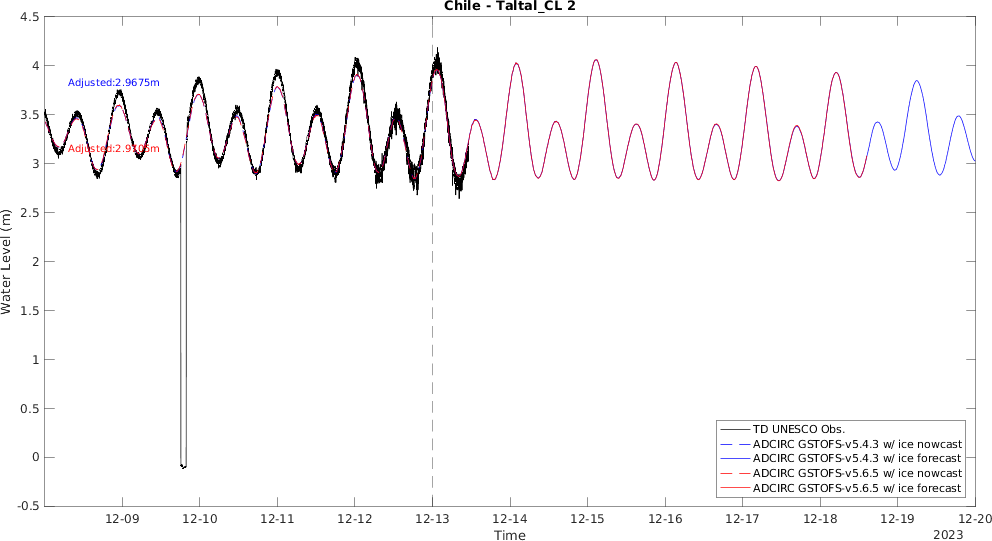 Chile - Taltal_CL 2
4.5
4
3.5
3
2.5
2
1.5
1
0.5
0
-0.5
Water Level (m)
Adjusted:2.9675m
12-09
12-10
12-11
12-12
12-13
12-14
12-15
12-16
12-17
12-18
12-19
12-20
Time
2023
TD UNESCO Obs.
ADCIRC GSTOFS-v5.4.3 w/ ice nowcast
ADCIRC GSTOFS-v5.4.3 w/ ice forecast
ADCIRC GSTOFS-v5.6.5 w/ ice nowcast
ADCIRC GSTOFS-v5.6.5 w/ ice forecast